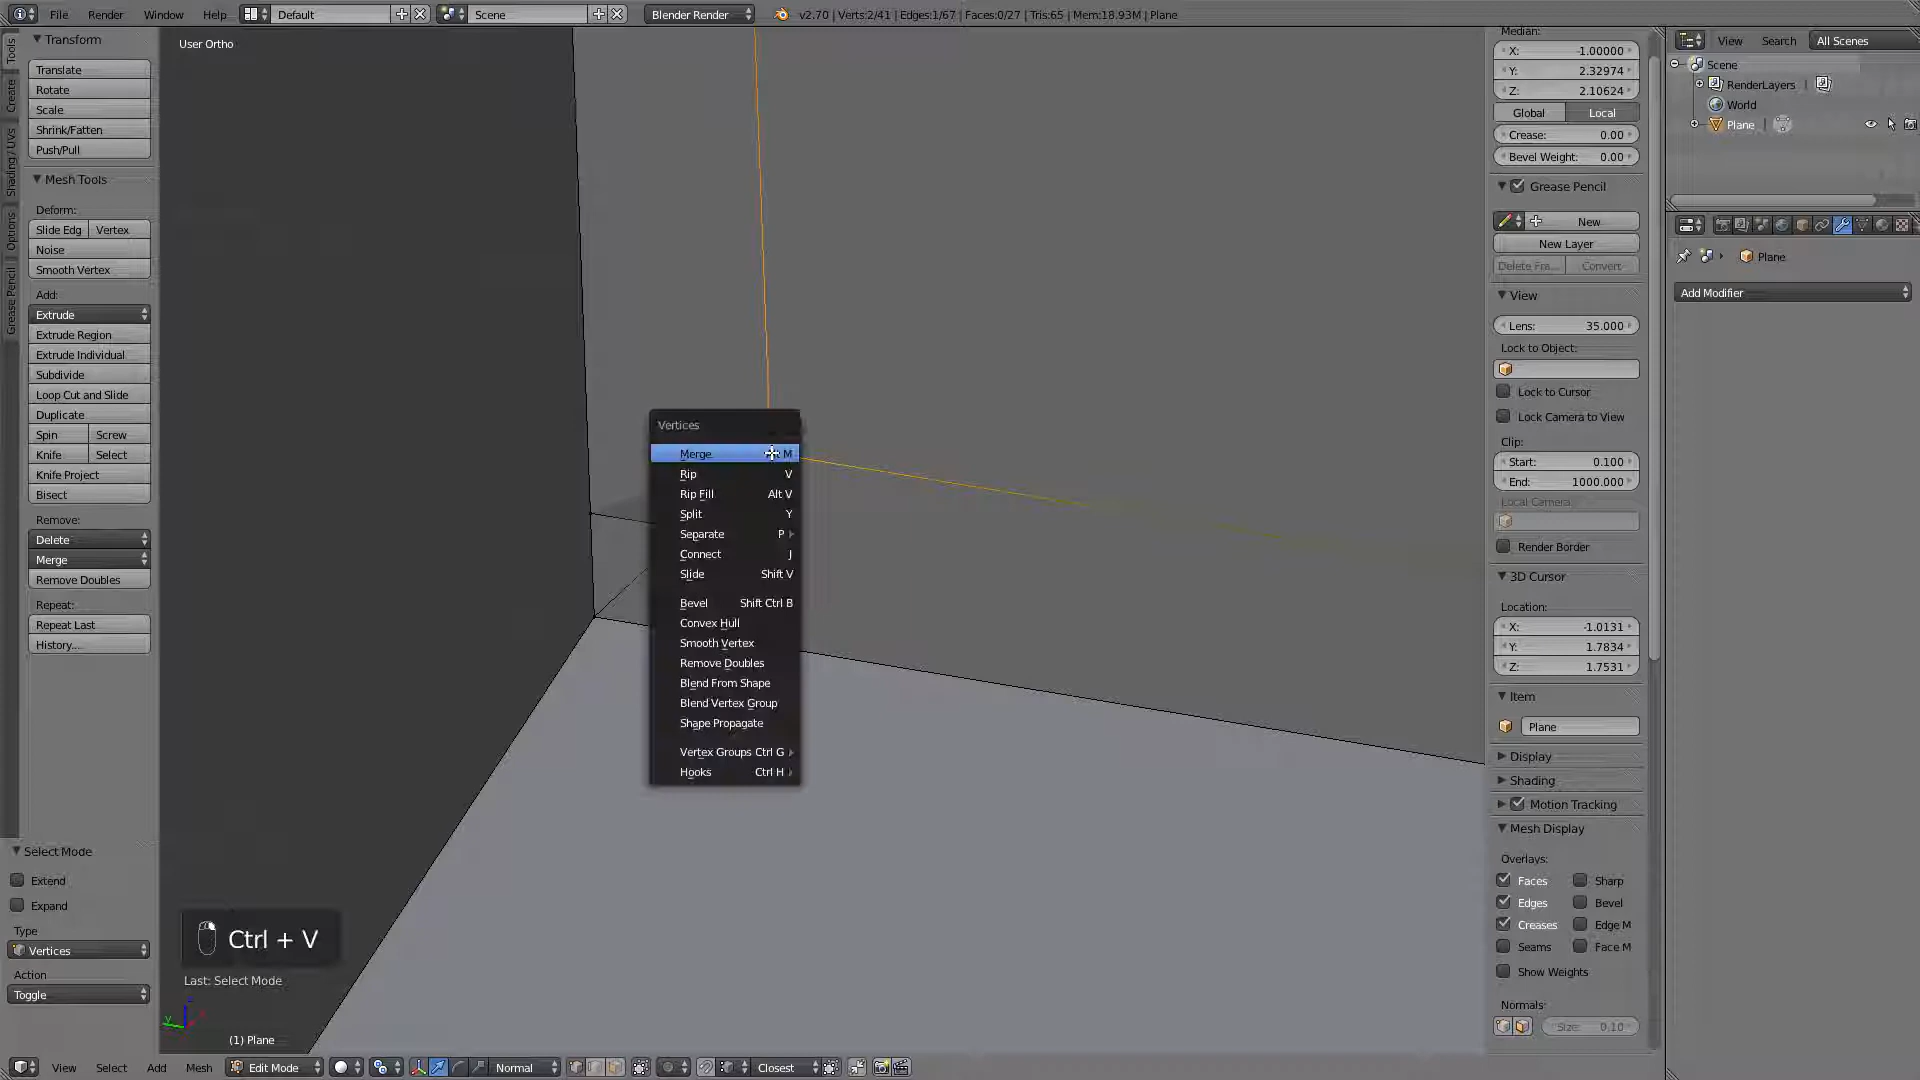 File Render Window Help Default Scene Blender Render v2.70 | Verts:2/41 | Edges:1/67 | Faces:0/27 | Tris:65 | Mem:18.93M | Plane
Tools
Create
Shading / UVs
Options
Grease Pencil
Transform
Translate
Rotate
Scale
Shrink/Fatten
Push/Pull
Mesh Tools
Deform:
Slide Edg Vertex
Noise
Smooth Vertex
Add:
Extrude
Extrude Region
Extrude Individual
Subdivide
Loop Cut and Slide
Duplicate
Spin Screw
Knife Select
Knife Project
Bisect
Remove:
Delete
Merge
Remove Doubles
Repeat:
Repeat Last
History...
Select Mode
Extend
Expand
Type
Vertices
Action
Toggle
User Ortho
Vertices
Merge M
Rip V
Rip Fill Alt V
Split Y
Separate P
Connect J
Slide Shift V
Bevel Shift Ctrl B
Convex Hull
Smooth Vertex
Remove Doubles
Blend From Shape
Blend Vertex Group
Shape Propagate
Vertex Groups Ctrl G
Hooks Ctrl H
Ctrl + V
Last: Select Mode
(1) Plane
View Select Add Mesh Edit Mode Normal Closest
Median:
X: -1.00000
Y: 2.32974
Z: 2.10624
Global Local
Crease: 0.00
Bevel Weight: 0.00
Grease Pencil
New
New Layer
Delete Fra... Convert
View
Lens: 35.000
Lock to Object:
Lock to Cursor
Lock Camera to View
Clip:
Start: 0.100
End: 1000.000
Local Camera:
Render Border
3D Cursor
Location:
X: -1.0131
Y: 1.7834
Z: 1.7531
Item
Plane
Display
Shading
Motion Tracking
Mesh Display
Overlays:
Faces Sharp
Edges Bevel
Creases Edge M
Seams Face M
Show Weights
Normals:
Size: 0.10
View Search All Scenes
Scene
RenderLayers |
World
Plane |
Plane
Add Modifier